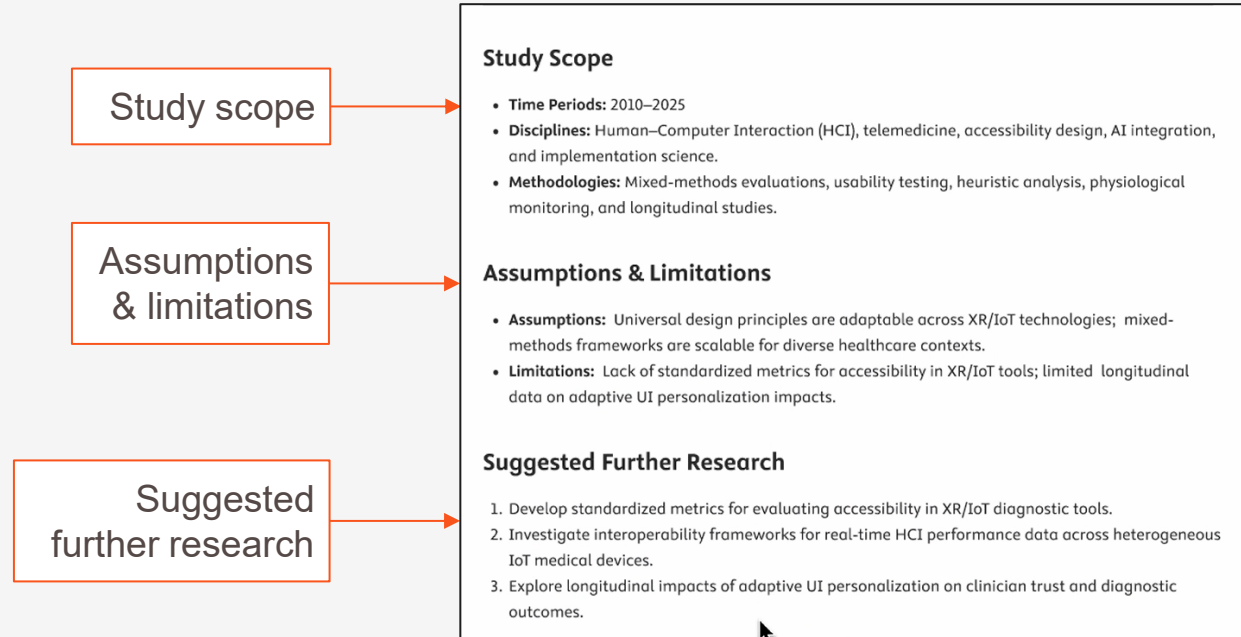 Study scope
Assumptions
& limitations
Suggested
further research
Study Scope
• Time Periods: 2010–2025
• Disciplines: Human–Computer Interaction (HCI), telemedicine, accessibility design, AI integration,
and implementation science.
• Methodologies: Mixed-methods evaluations, usability testing, heuristic analysis, physiological
monitoring, and longitudinal studies.
Assumptions & Limitations
• Assumptions: Universal design principles are adaptable across XR/IoT technologies; mixed-
methods frameworks are scalable for diverse healthcare contexts.
• Limitations: Lack of standardized metrics for accessibility in XR/IoT tools; limited longitudinal
data on adaptive UI personalization impacts.
Suggested Further Research
1. Develop standardized metrics for evaluating accessibility in XR/IoT diagnostic tools.
2. Investigate interoperability frameworks for real-time HCI performance data across heterogeneous
IoT medical devices.
3. Explore longitudinal impacts of adaptive UI personalization on clinician trust and diagnostic
outcomes.